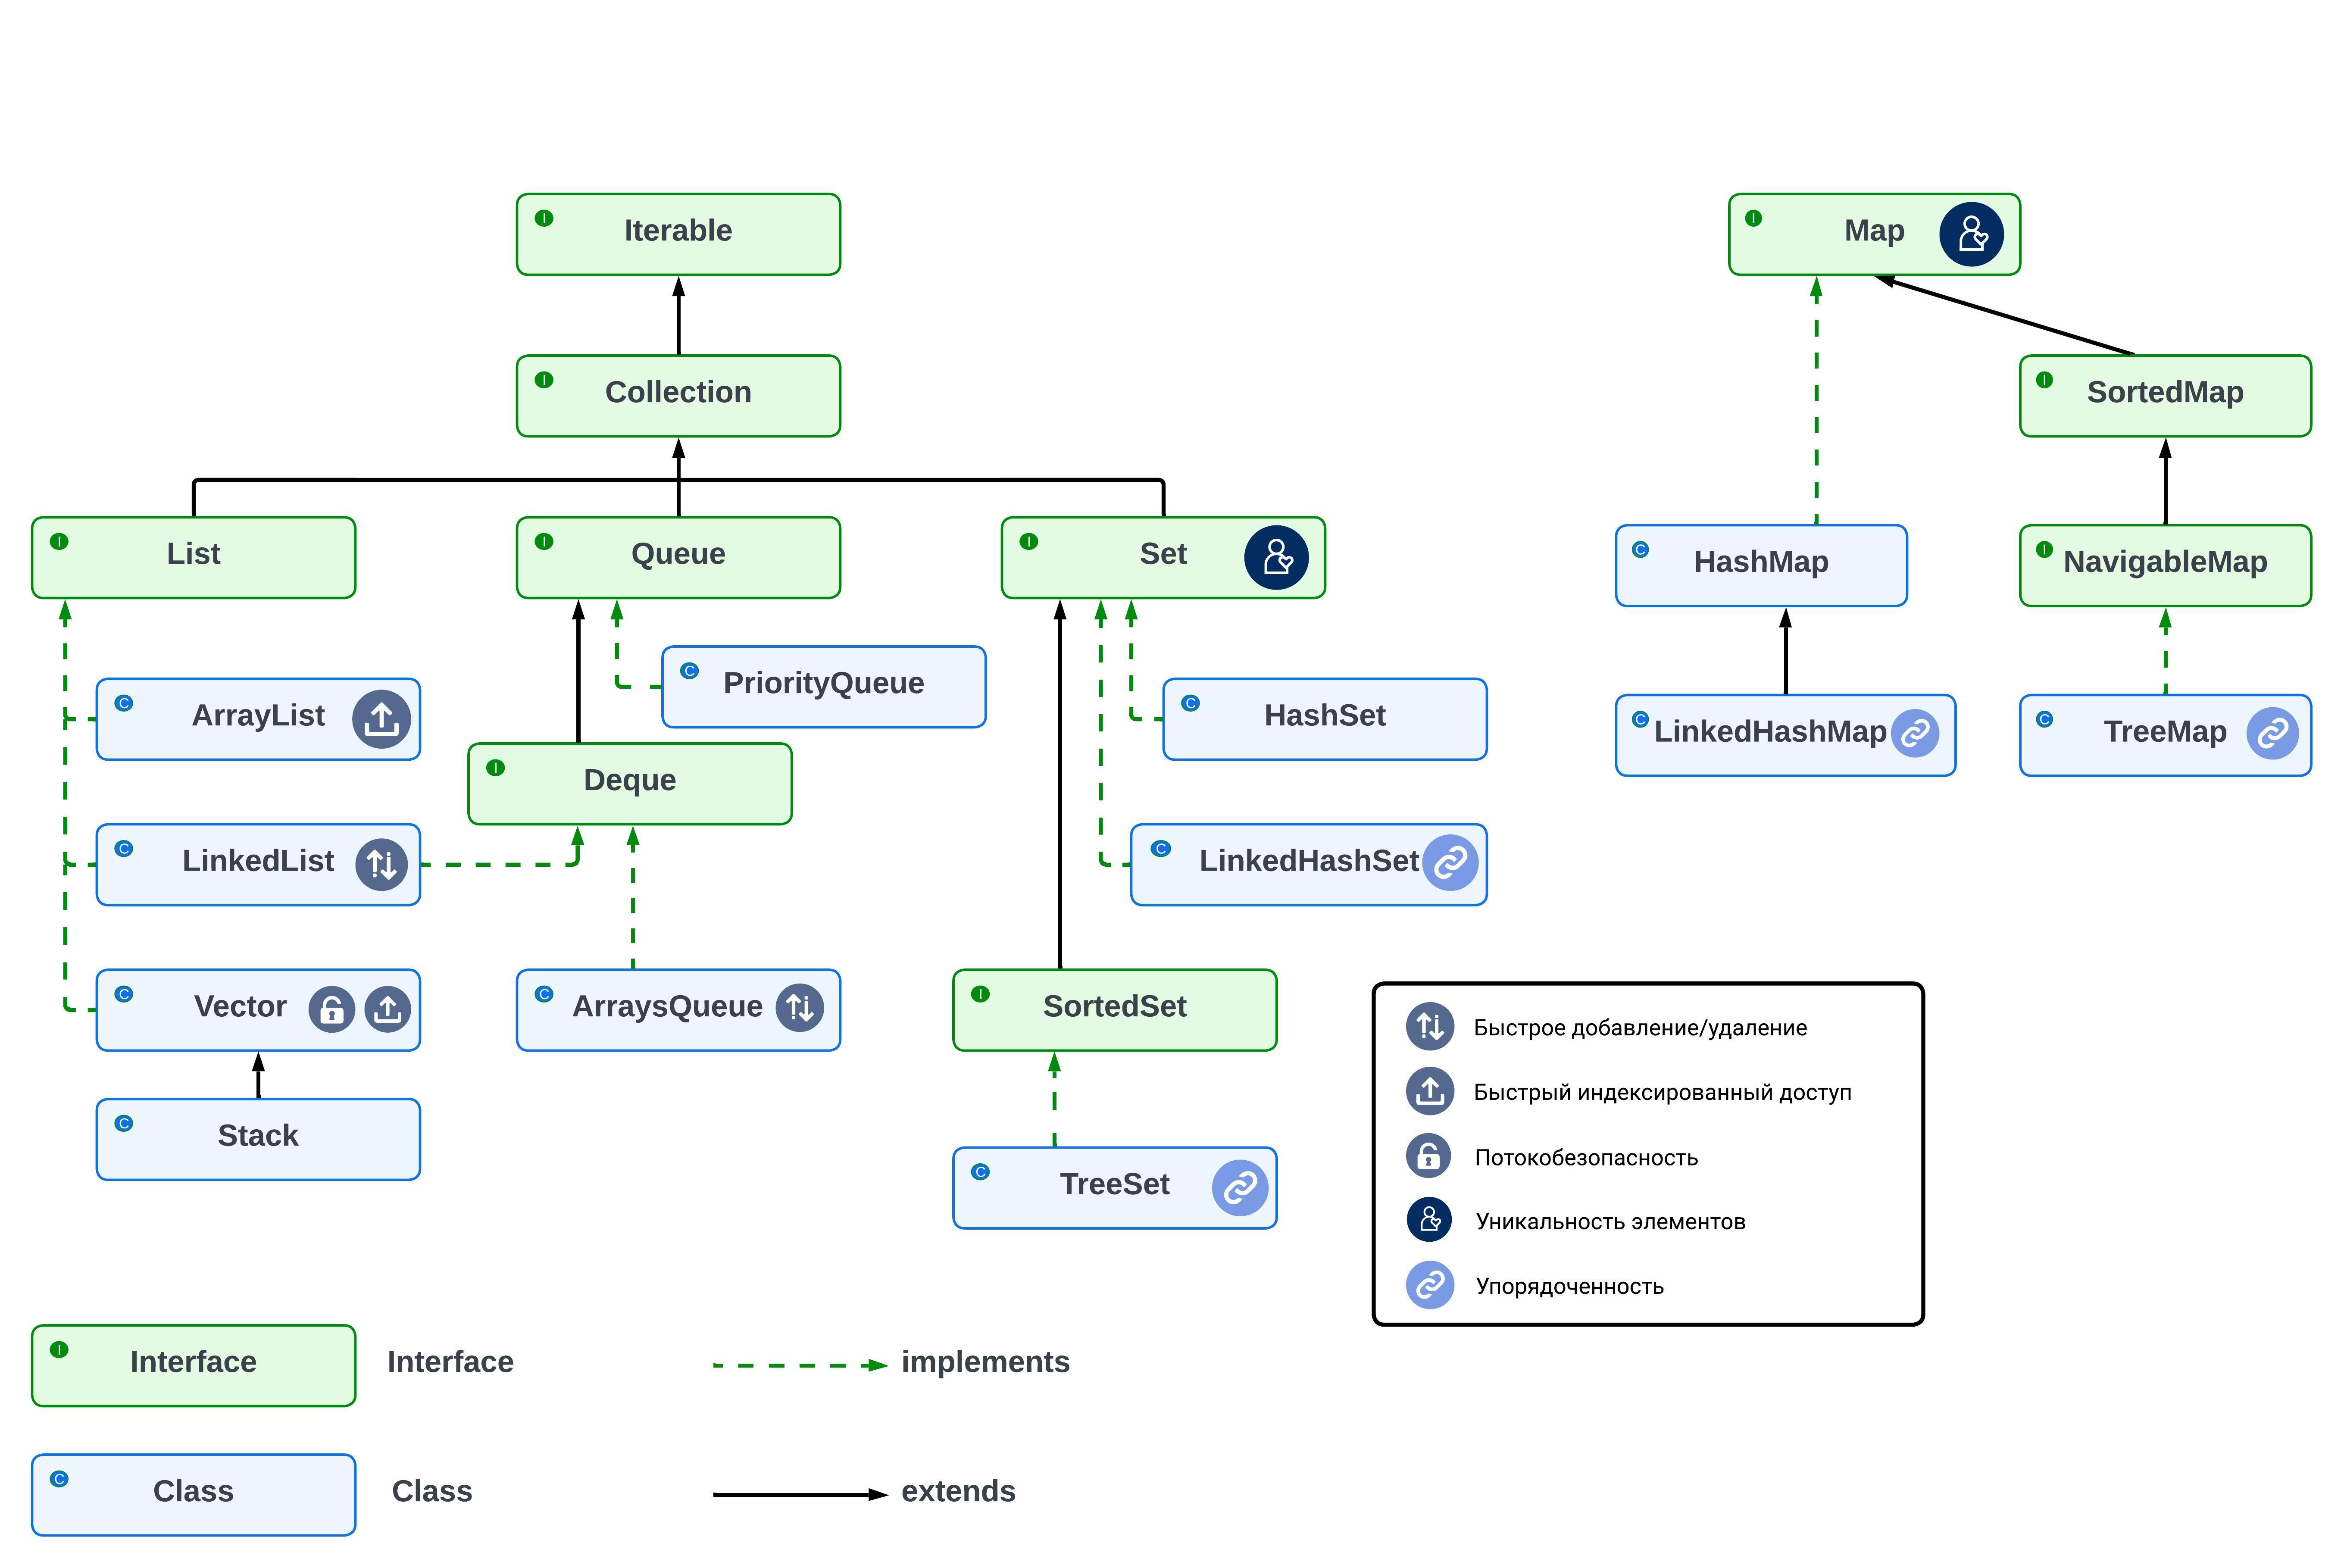 Iterable
Map
Collection
SortedMap
List
Queue
Set
HashMap
NavigableMap
PriorityQueue
ArrayList
HashSet
LinkedHashMap
TreeMap
Deque
LinkedList
LinkedHashSet
Vector
ArraysQueue
SortedSet
Stack
TreeSet
Быстрое добавление/удаление
Быстрый индексированный доступ
Потокобезопасность
Уникальность элементов
Упорядоченность
Interface
Interface
implements
Class
Class
extends